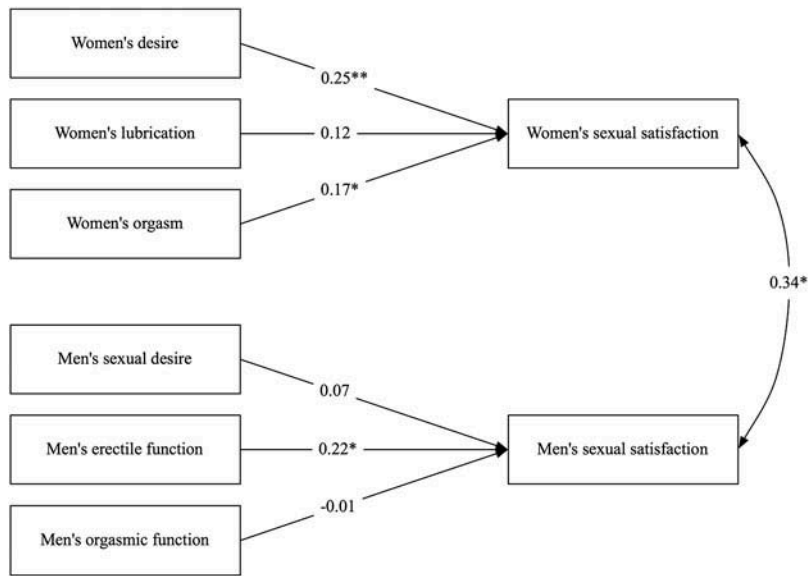 Women's desire
0.25**
Women's lubrication
0.12
Women's sexual satisfaction
0.17*
Women's orgasm
0.34*
Men's sexual desire
0.07
Men's erectile function
0.22*
Men's sexual satisfaction
-0.01
Men's orgasmic function